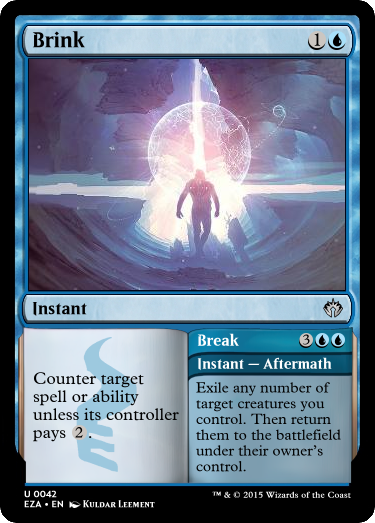 Brink 1
Instant
Counter target
spell or ability
unless its controller
pays 2 .
Break 3
Instant — Aftermath
Exile any number of
target creatures you
control. Then return
them to the battlefield
under their owner's
control.
U 0042
EZA • EN Kuldar Leement
™ & © 2015 Wizards of the Coast